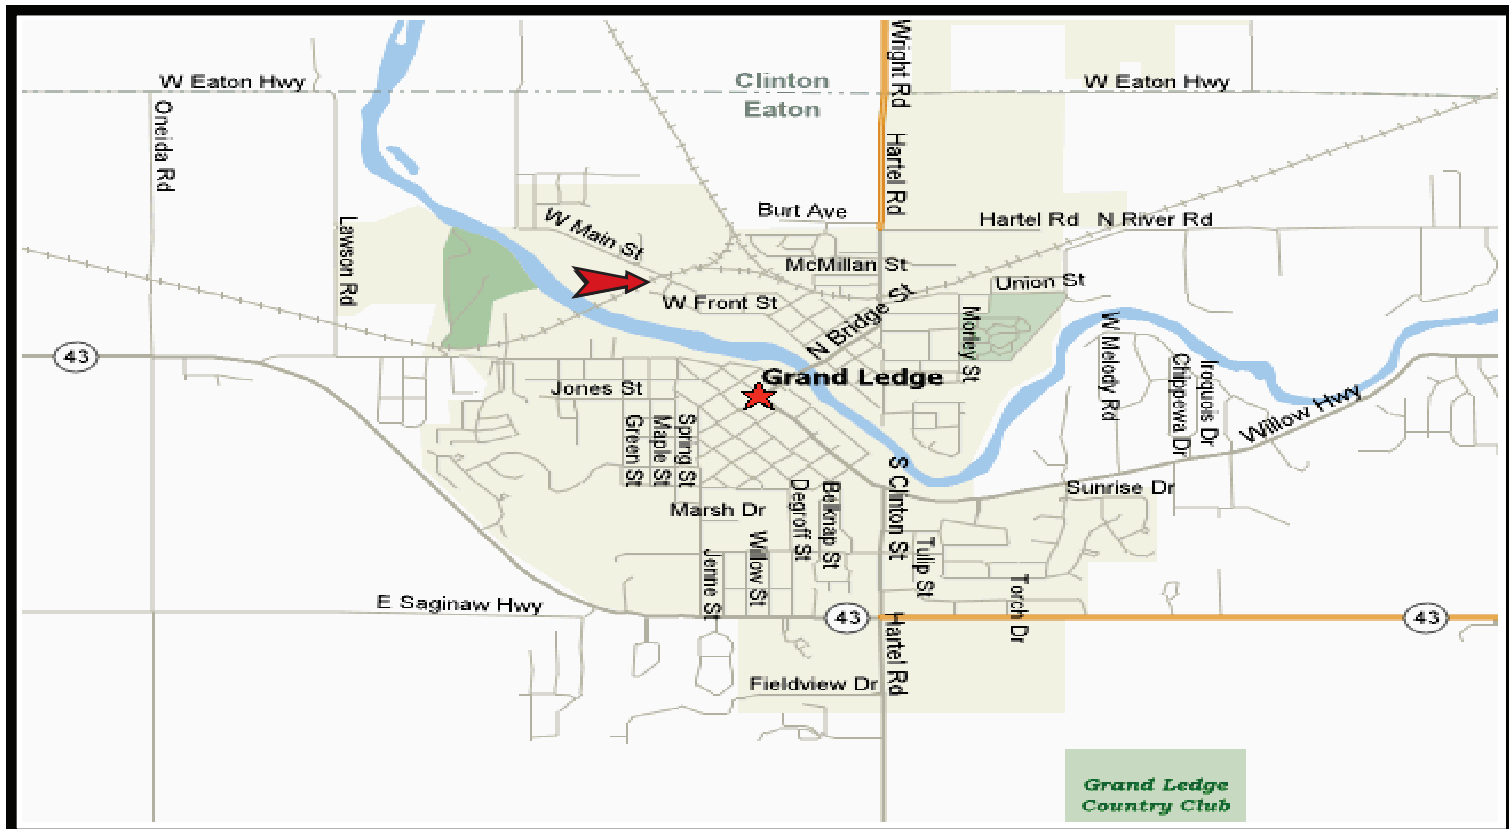 Wright Rd
W Eaton Hwy
Clinton
W Eaton Hwy
Eaton
Oneida Rd
Hartel Rd
Burt Ave
W Main St
Hartel Rd
N River Rd
Lawson Rd
McMillan St
Union St
W Front St
N Bridge St
Morley St
W Melody Rd
43
Chippewa Dr
Iroquois Dr
Grand Ledge
Jones St
Willow Hwy
Green St
Maple St
Spring St
S Clinton St
Sunrise Dr
Marsh Dr
Degroff St
Belknap St
Willow St
Tulip St
Jenne St
Torch Dr
E Saginaw Hwy
43
43
Hartel Rd
Fieldview Dr
Grand Ledge
Country Club